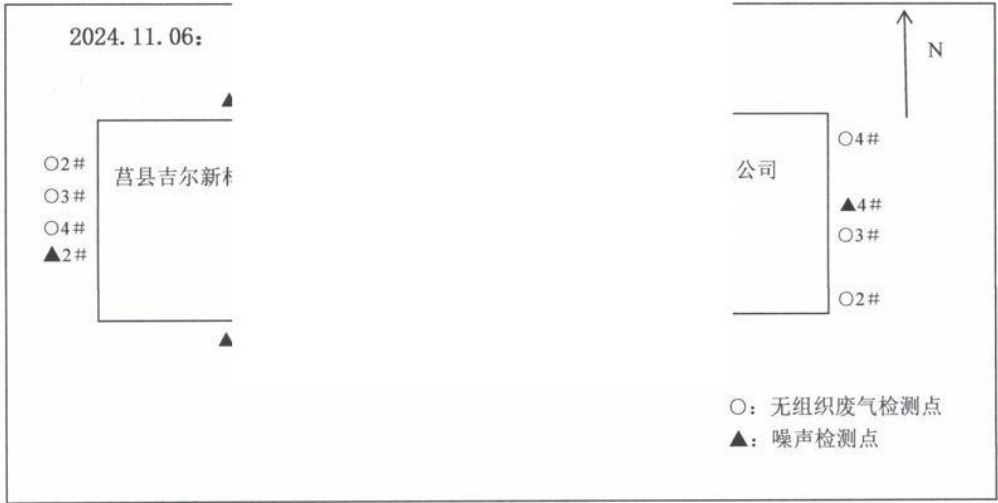 2024.11.06:
N
▲
○4#
○2#
莒县吉尔新
公司
○3#
▲4#
○4#
○3#
▲2#
○2#
▲
○：无组织废气检测点
▲：噪声检测点